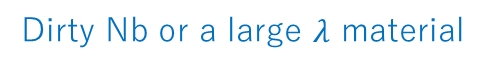 Dirty Nb or a large λ material